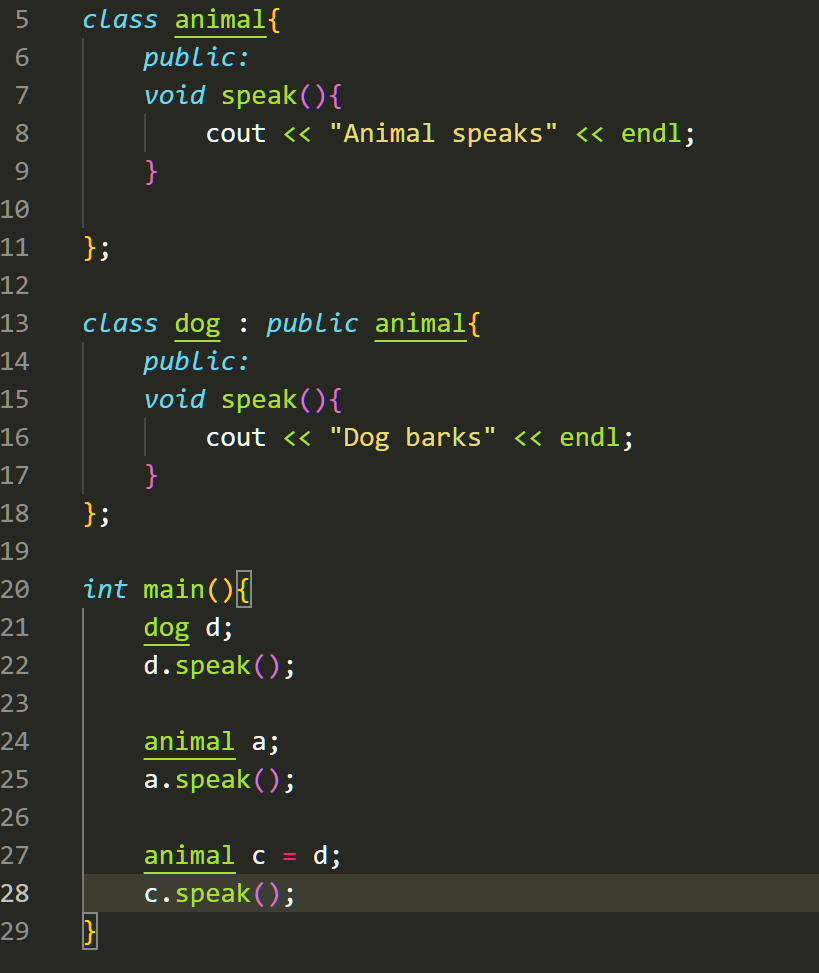 5 class animal{
6     public:
7     void speak(){
8         cout << "Animal speaks" << endl;
9     }
10
11 };
12
13 class dog : public animal{
14     public:
15     void speak(){
16         cout << "Dog barks" << endl;
17     }
18 };
19
20 int main(){
21     dog d;
22     d.speak();
23
24     animal a;
25     a.speak();
26
27     animal c = d;
28     c.speak();
29 }